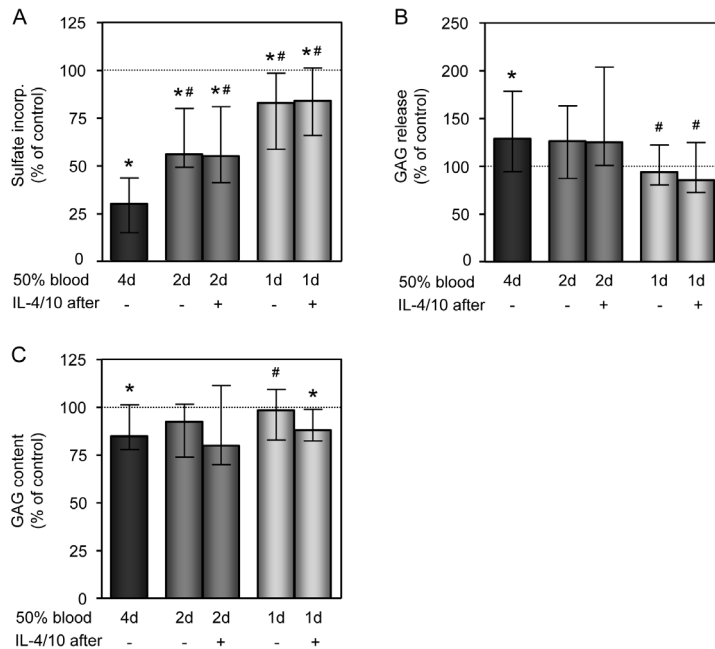 A
Sulfate incorp.
(% of control)
125
100
75
50
25
0
*
*#
*#
*#
*#
50% blood 4d 2d 2d 1d 1d
IL-4/10 after - - + - +
B
GAG release
(% of control)
250
200
150
100
50
0
*
#
#
50% blood 4d 2d 2d 1d 1d
IL-4/10 after - - + - +
C
GAG content
(% of control)
125
100
75
50
25
0
*
#
*
50% blood 4d 2d 2d 1d 1d
IL-4/10 after - - + - +